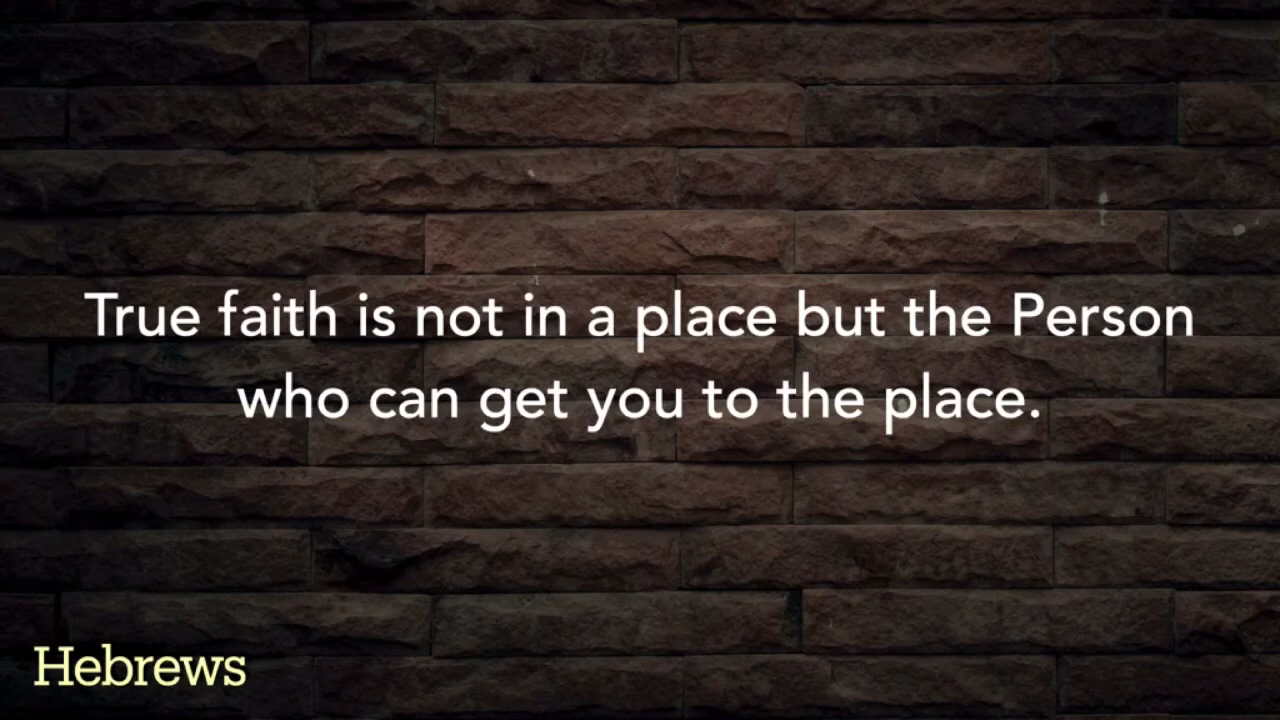 True faith is not in a place but the Person
who can get you to the place.
Hebrews